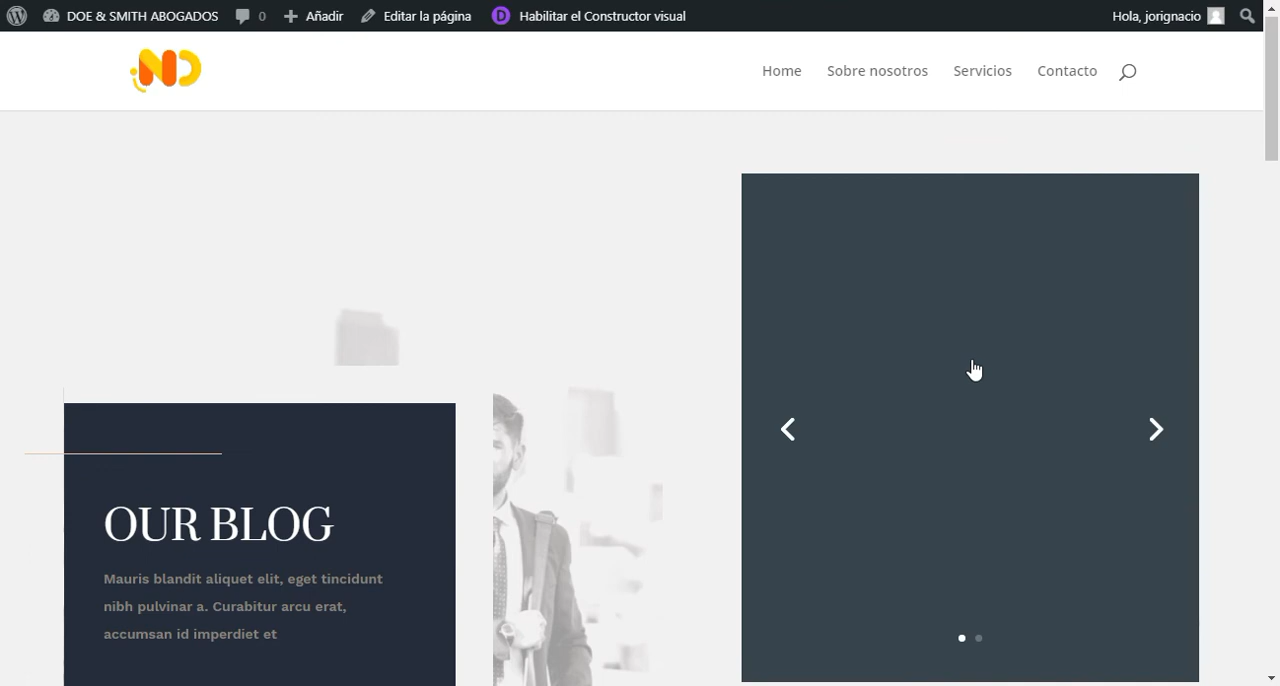 DOE & SMITH ABOGADOS 0 Añadir Editar la página D Habilitar el Constructor visual Hola, jorignacio
ND Home Sobre nosotros Servicios Contacto
OUR BLOG
Mauris blandit aliquet elit, eget tincidunt
nibh pulvinar a. Curabitur arcu erat,
accumsan id imperdiet et